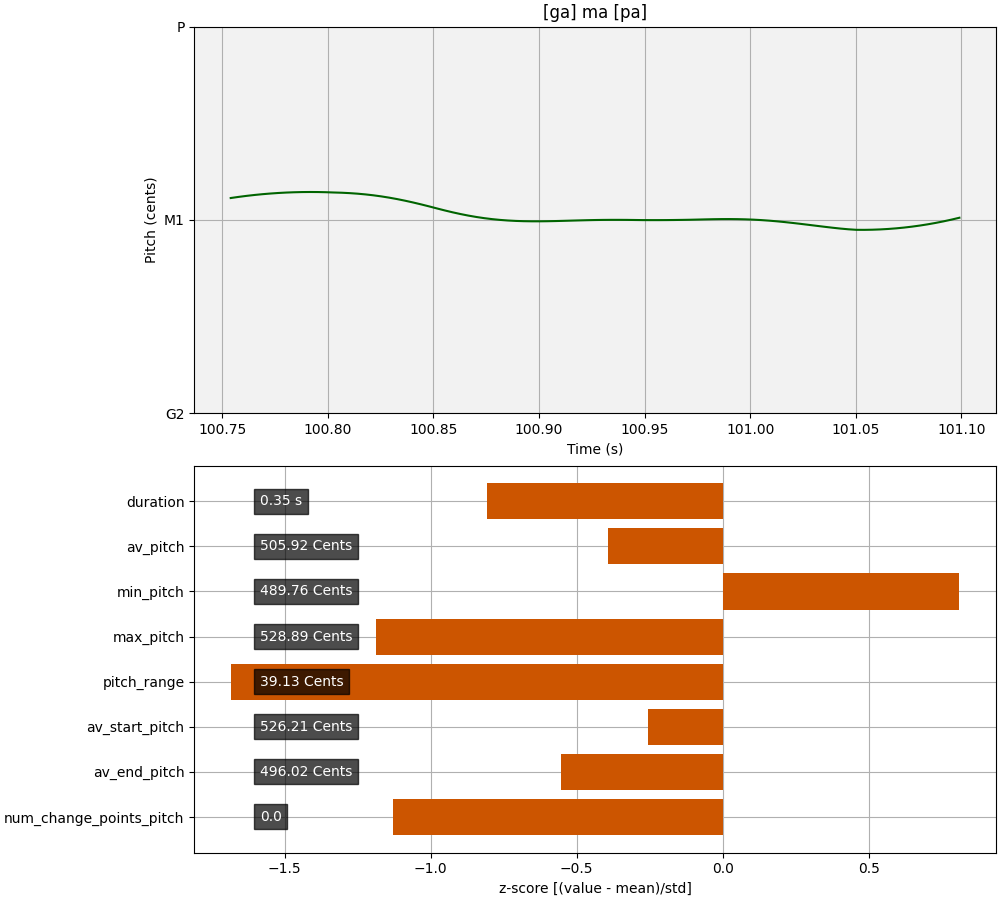 [ga] ma [pa]
P
M1
G2
Pitch (cents)
100.75 100.80 100.85 100.90 100.95 101.00 101.05 101.10
Time (s)
duration 0.35 s
av_pitch 505.92 Cents
min_pitch 489.76 Cents
max_pitch 528.89 Cents
pitch_range 39.13 Cents
av_start_pitch 526.21 Cents
av_end_pitch 496.02 Cents
num_change_points_pitch 0.0
−1.5 −1.0 −0.5 0.0 0.5
z-score [(value - mean)/std]